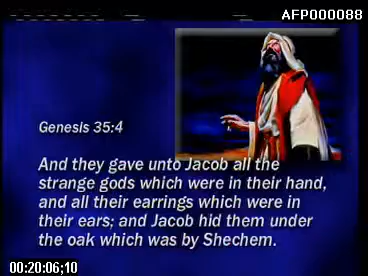 AFP000088
Genesis 35:4
And they gave unto Jacob all the
strange gods which were in their hand,
and all their earrings which were in
their ears; and Jacob hid them under
the oak which was by Shechem.
00:20:06;10